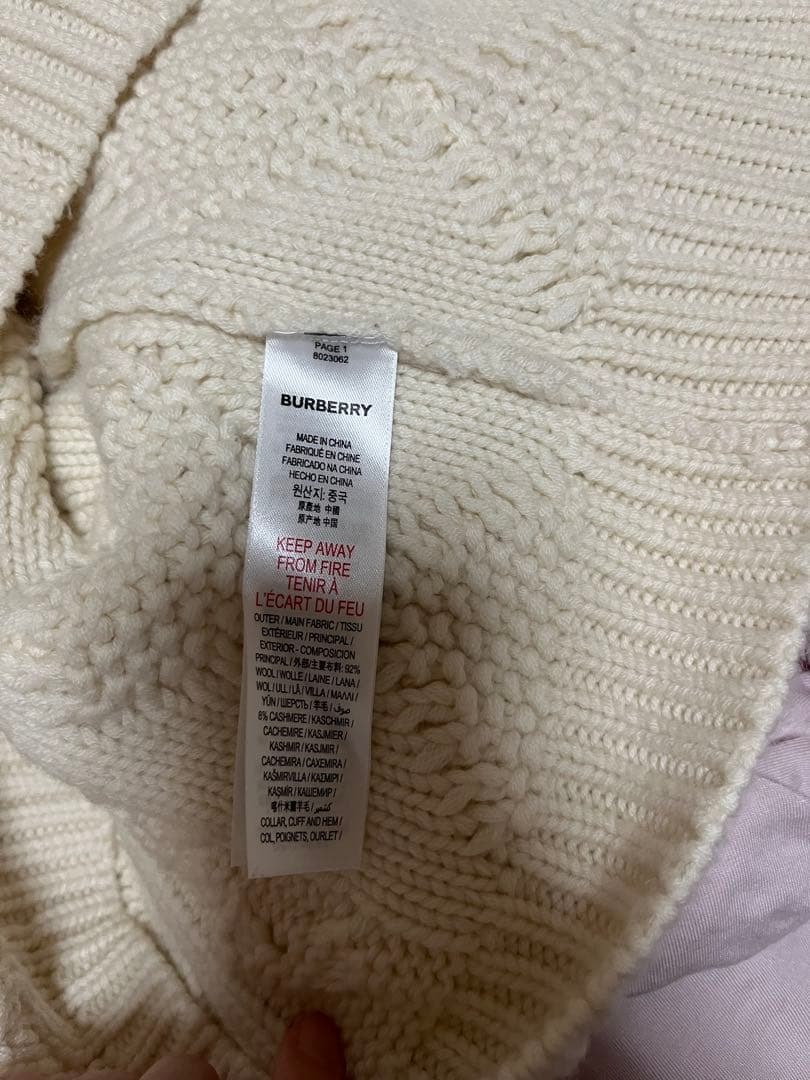 PAGE 1
8023062
BURBERRY
MADE IN CHINA
FABRIQUÉ EN CHINE
FABRICADO NA CHINA
HECHO EN CHINA
원산지: 중국
原產地 中國
原产地 中国
KEEP AWAY
FROM FIRE
TENIR À
L'ÉCART DU FEU
OUTER / MAIN FABRIC / TISSU
EXTÉRIEUR / PRINCIPAL /
EXTERIOR - COMPOSICION
PRINCIPAL / 外部/主要布料: 92%
WOOL / WOLLE / LAINE / LANA /
WOL / ULL / LÃ / VILLA / ΜΑΛΛΙ /
YÜN / ШЕРСТЬ / 羊毛 / صوف /
8% CASHMERE / KASCHMIR /
CACHEMIRE / KASJMIER /
KASHMIR / KASJMIR /
CACHEMIRA / CAXEMIRA /
KAŠMIRVILLA / ΚΑΣΜΙΡΙ /
KAŞMİR / КАШЕМИР /
喀什米爾羊毛 / كشمير /
COLLAR, CUFF AND HEM /
COL, POIGNETS, OURLET /